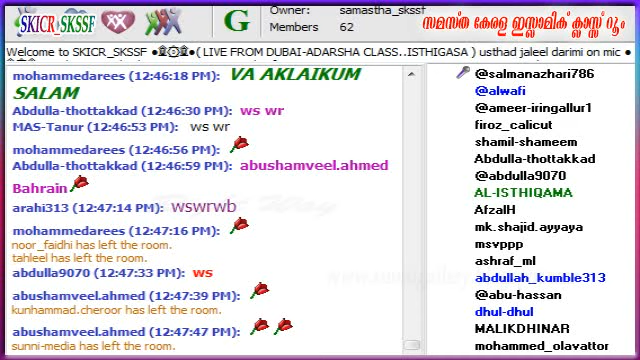 SKICR_SKSSF
G
Owner: samastha_skssf
Members 62
സമസ്ത കേരള ഇസ്ലാമിക് ക്ലാസ്സ് റൂം
Welcome to SKICR_SKSSF ●۩۞۩●( LIVE FROM DUBAI-ADARSHA CLASS..ISTHIGASA ) usthad jaleel darimi on mic ●
mohammedarees (12:46:18 PM): VA AKLAIKUM
SALAM
Abdulla-thottakkad (12:46:30 PM): ws wr
MAS-Tanur (12:46:53 PM): ws wr
mohammedarees (12:46:56 PM):
Abdulla-thottakkad (12:46:59 PM): abushamveel.ahmed
Bahrain
arahi313 (12:47:14 PM): wswrwb
mohammedarees (12:47:16 PM):
noor_faidhi has left the room.
tahleel has left the room.
abdulla9070 (12:47:33 PM): ws
abushamveel.ahmed (12:47:39 PM):
kunhammad.cheroor has left the room.
abushamveel.ahmed (12:47:47 PM):
sunni-media has left the room.
@salmanazhari786
@alwafi
@ameer-iringallur1
firoz_calicut
shamil-shameem
Abdulla-thottakkad
@abdulla9070
AL-ISTHIQAMA
AfzalH
mk.shajid.ayyaya
msvppp
ashraf_ml
abdullah_kumble313
@abu-hassan
dhul-dhul
MALIKDHINAR
mohammed_olavattor